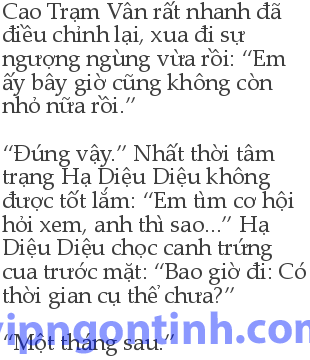 Cao Trạm Vân rất nhanh đã
điều chỉnh lại, xua đi sự
ngượng ngùng vừa rồi: “Em
ấy bây giờ cũng không còn
nhỏ nữa rồi.”
“Đúng vậy.” Nhất thời tâm
trạng Hạ Diệu Diệu không
được tốt lắm: “Em tìm cơ hội
hỏi xem, anh thì sao...” Hạ
Diệu Diệu chọc canh trứng
cua trước mặt: “Bao giờ đi: Có
thời gian cụ thể chưa?”
vipngontinh.com
“Một tháng sau.”